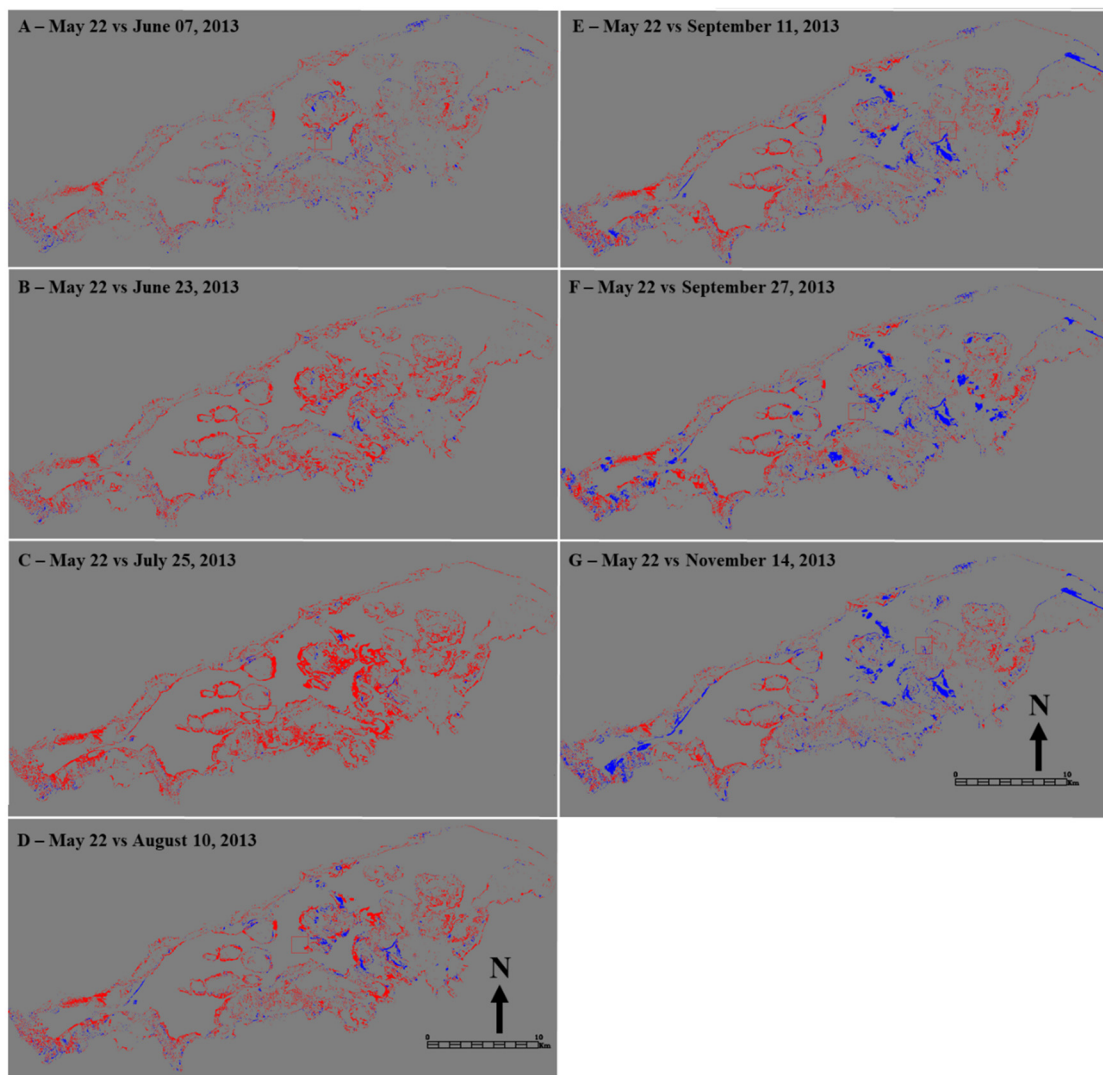 A – May 22 vs June 07, 2013
B – May 22 vs June 23, 2013
C – May 22 vs July 25, 2013
D – May 22 vs August 10, 2013
N
0 10
Km
E – May 22 vs September 11, 2013
F – May 22 vs September 27, 2013
G – May 22 vs November 14, 2013
N
0 10
Km